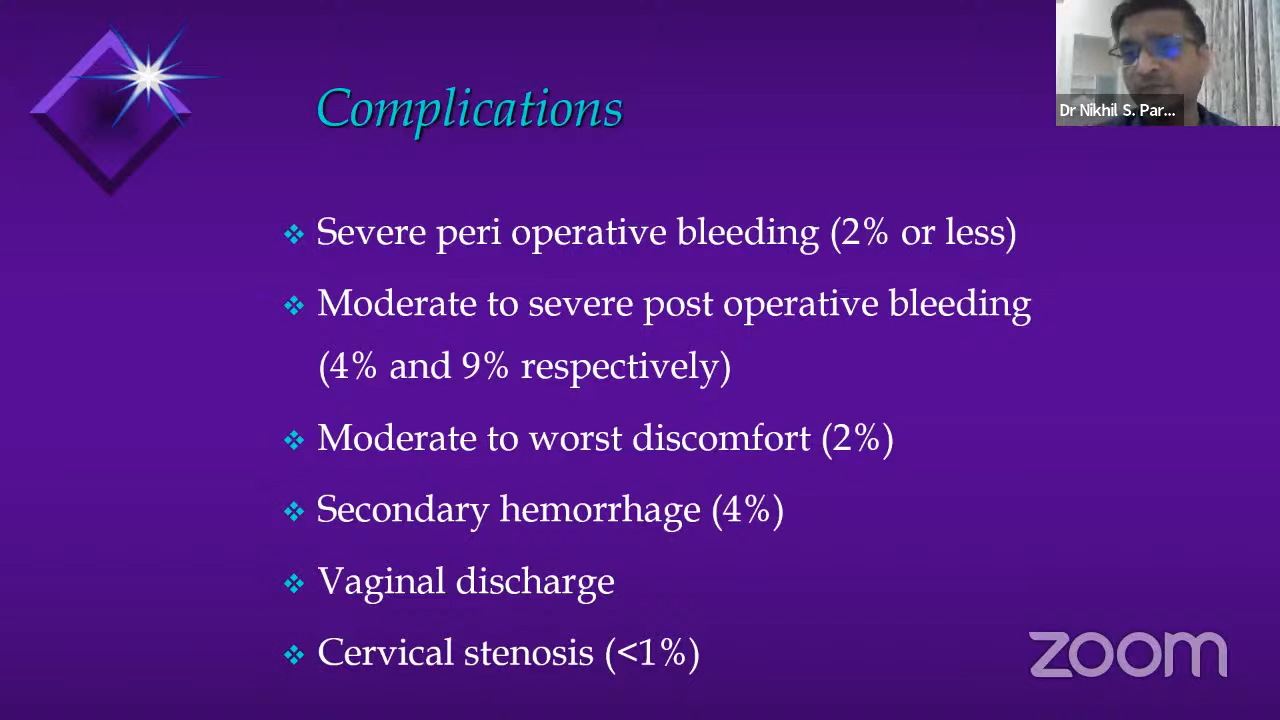 Complications
Dr Nikhil S. Par...
Severe peri operative bleeding (2% or less)
Moderate to severe post operative bleeding
(4% and 9% respectively)
Moderate to worst discomfort (2%)
Secondary hemorrhage (4%)
Vaginal discharge
Cervical stenosis (<1%)
zoom